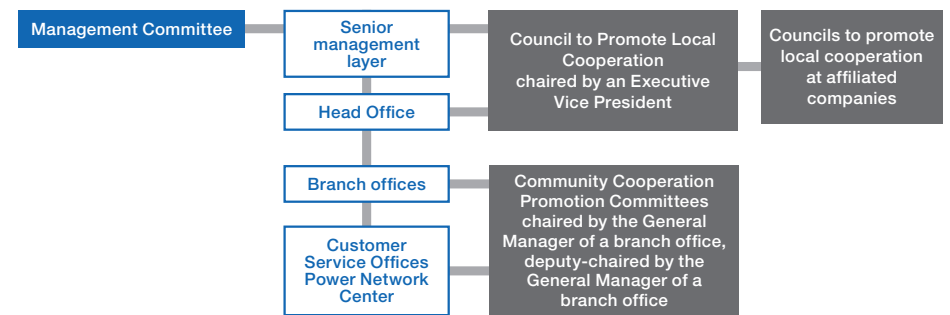 Management Committee
Senior
management
layer
Council to Promote Local
Cooperation
chaired by an Executive
Vice President
Councils to promote
local cooperation
at affiliated
companies
Head Office
Branch offices
Community Cooperation
Promotion Committees
chaired by the General
Manager of a branch office,
deputy-chaired by the
General Manager of a
branch office
Customer
Service Offices
Power Network
Center